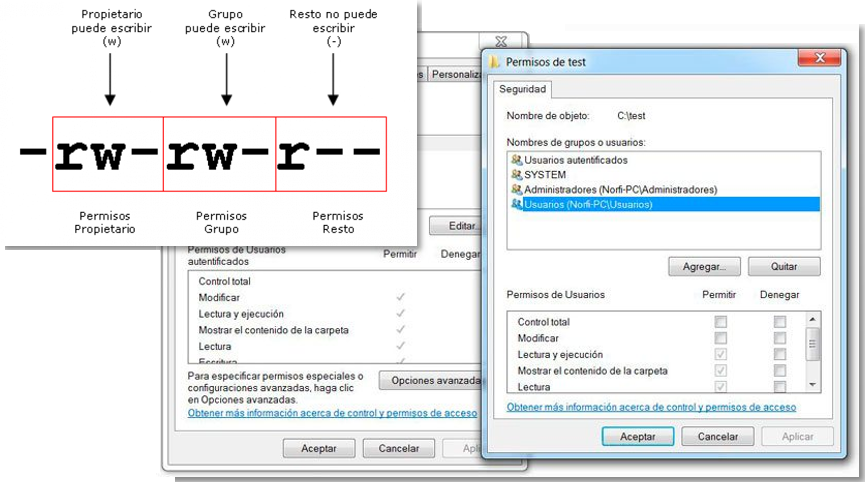 Propietario
puede escribir
(w)
Grupo
puede escribir
(w)
Resto no puede
escribir
(-)
-rw-rw-r--
Permisos
Propietario
Permisos
Grupo
Permisos
Resto
Personaliza
Editar...
Permisos de Usuarios
autentificados
Permitir
Denegar
Control total
Modificar
Lectura y ejecución
Mostrar el contenido de la carpeta
Lectura
Escritura
Para especificar permisos especiales o
configuraciones avanzadas, haga clic
en Opciones avanzadas.
Opciones avanzada
Obtener más información acerca de control y permisos de acceso
Aceptar
Cancelar
Apli
Permisos de test
Seguridad
Nombre de objeto: C:\test
Nombres de grupos o usuarios:
Usuarios autentificados
SYSTEM
Administradores (Norfi-PC\Administradores)
Usuarios (Norfi-PC\Usuarios)
Agregar...
Quitar
Permisos de Usuarios
Permitir
Denegar
Control total
Modificar
Lectura y ejecución
Mostrar el contenido de la carpeta
Lectura
Obtener más información acerca de control y permisos de acceso
Aceptar
Cancelar
Aplicar